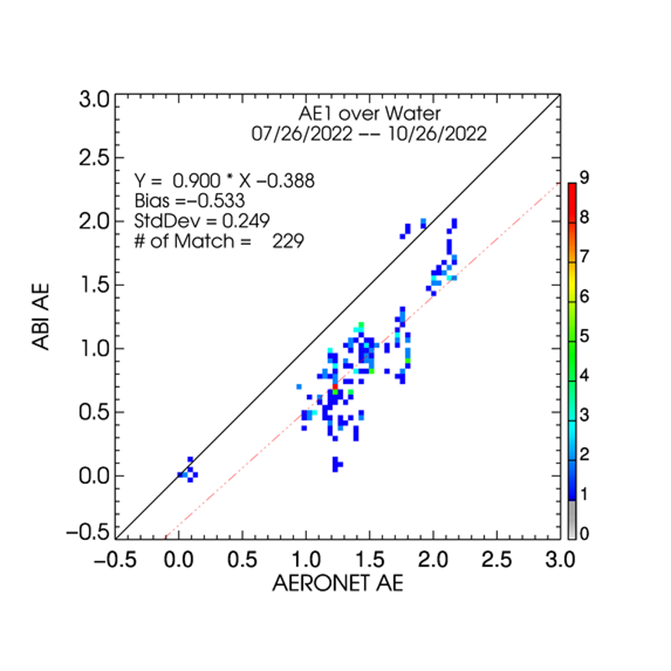 AE1 over Water
07/26/2022 −− 10/26/2022
Y = 0.900 * X −0.388
Bias =−0.533
StdDev = 0.249
# of Match = 229
3.0
2.5
2.0
1.5
1.0
0.5
0.0
−0.5
ABI AE
−0.5 0.0 0.5 1.0 1.5 2.0 2.5 3.0
AERONET AE
9
8
7
6
5
4
3
2
1
0